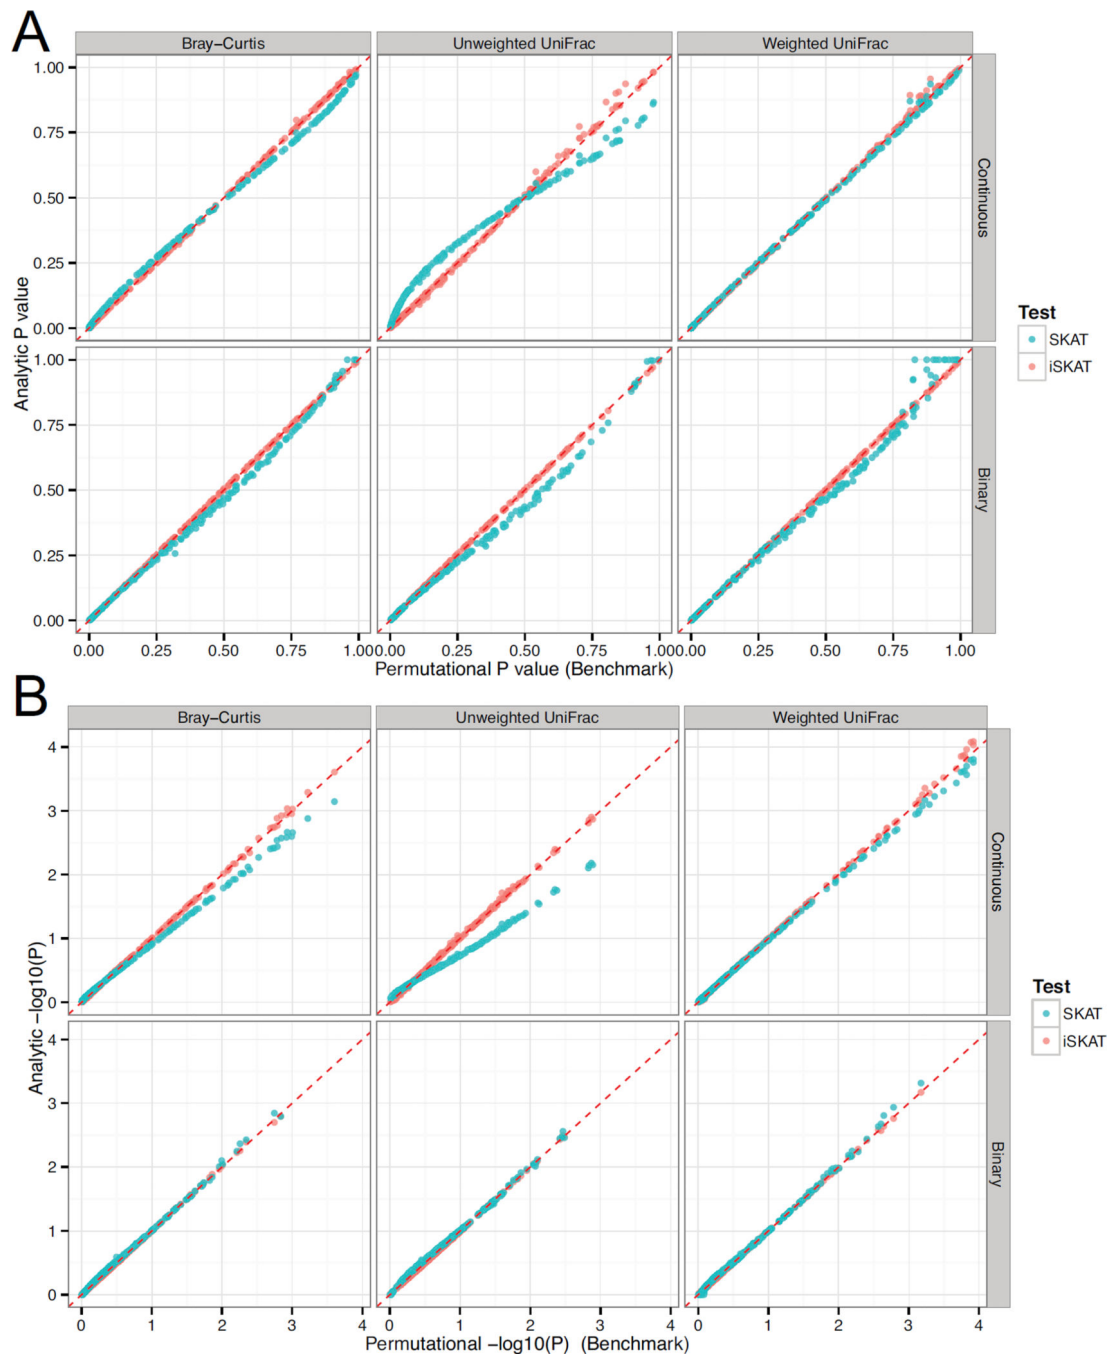 A
Bray−Curtis
Unweighted UniFrac
Weighted UniFrac
1.00
0.75
0.50
0.25
0.00
Continuous
Analytic P value
1.00
0.75
0.50
0.25
0.00
Binary
0.00 0.25 0.50 0.75 1.00
0.00 0.25 0.50 0.75 1.00
0.00 0.25 0.50 0.75 1.00
Permutational P value (Benchmark)
Test
SKAT
iSKAT
B
Bray−Curtis
Unweighted UniFrac
Weighted UniFrac
4
3
2
1
0
Continuous
Analytic −log10(P)
4
3
2
1
0
Binary
0 1 2 3 4
0 1 2 3 4
0 1 2 3 4
Permutational −log10(P) (Benchmark)
Test
SKAT
iSKAT